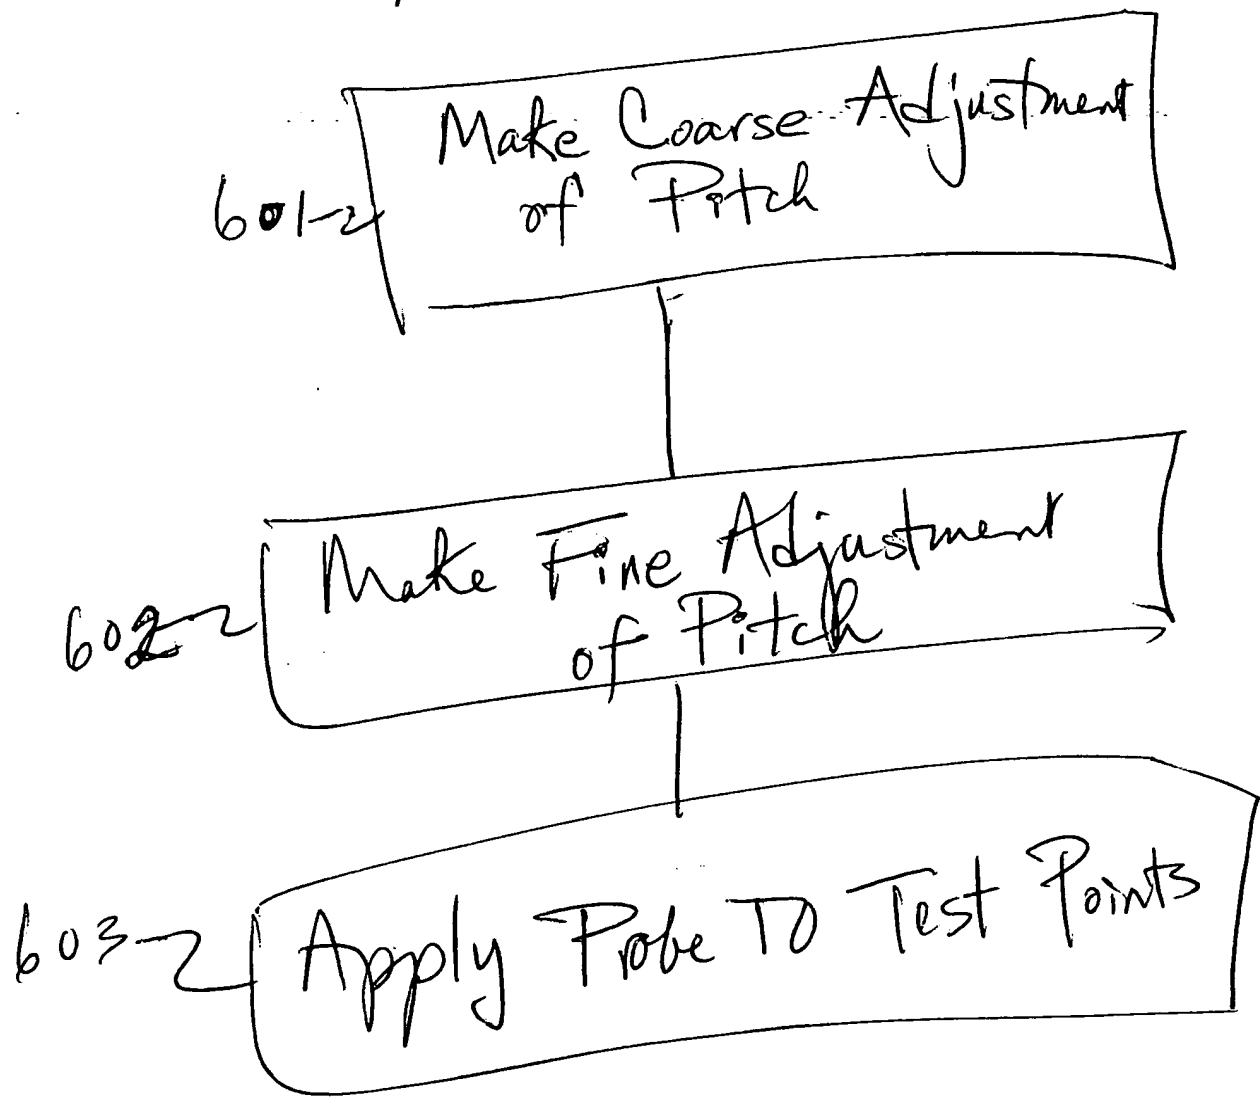 Make Coarse Adjustment
of Pitch
601
Make Fine Adjustment
of Pitch
602
603
Apply Probe To Test Points